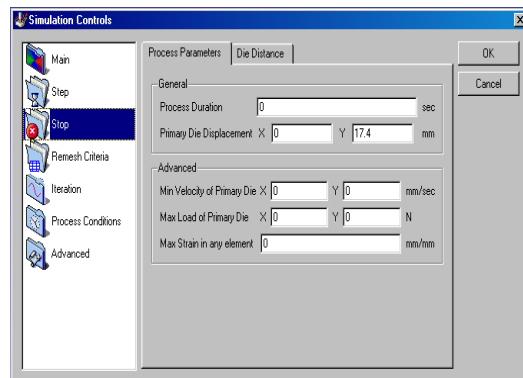 Simulation Controls
Main
Step
Stop
Remesh Criteria
Iteration
Process Conditions
Advanced
Process Parameters Die Distance
General
Process Duration 0 sec
Primary Die Displacement X 0 Y 17.4 mm
Advanced
Min Velocity of Primary Die X 0 Y 0 mm/sec
Max Load of Primary Die X 0 Y 0 N
Max Strain in any element 0 mm/mm
OK
Cancel